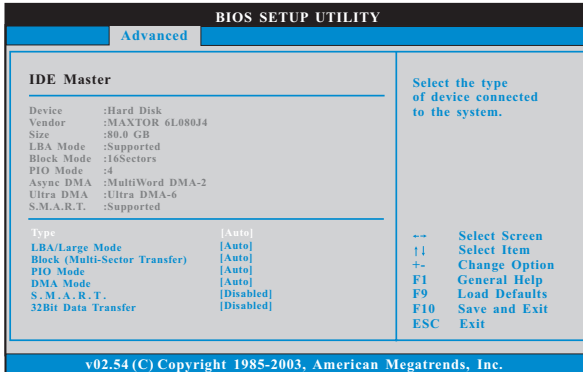 BIOS SETUP UTILITY
Advanced
IDE Master
Device :Hard Disk
Vendor :MAXTOR 6L080J4
Size :80.0 GB
LBA Mode :Supported
Block Mode :16Sectors
PIO Mode :4
Async DMA :MultiWord DMA-2
Ultra DMA :Ultra DMA-6
S.M.A.R.T. :Supported
Type [Auto]
LBA/Large Mode [Auto]
Block (Multi-Sector Transfer) [Auto]
PIO Mode [Auto]
DMA Mode [Auto]
S.M.A.R.T. [Disabled]
32Bit Data Transfer [Disabled]
Select the type
of device connected
to the system.
←→ Select Screen
↑↓ Select Item
+- Change Option
F1 General Help
F9 Load Defaults
F10 Save and Exit
ESC Exit
v02.54 (C) Copyright 1985-2003, American Megatrends, Inc.